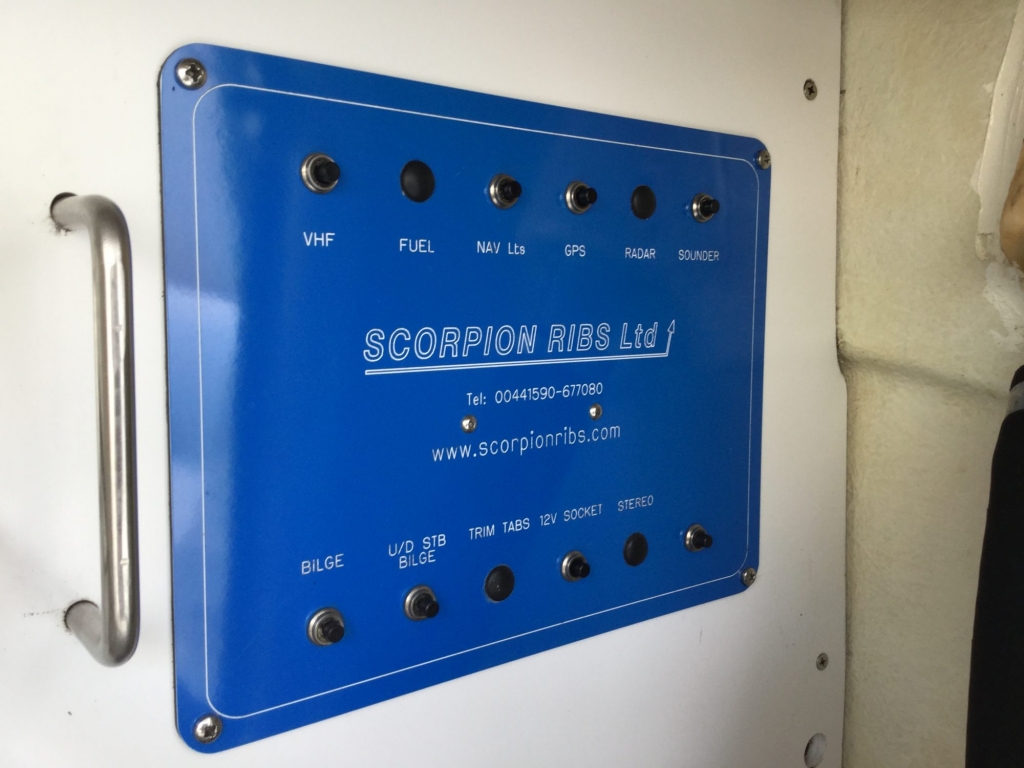 VHF FUEL NAV Lts GPS RADAR SOUNDER
SCORPION RIBS Ltd
Tel: 00441590-677080
www.scorpionribs.com
BILGE U/D STB BILGE TRIM TABS 12V SOCKET STEREO